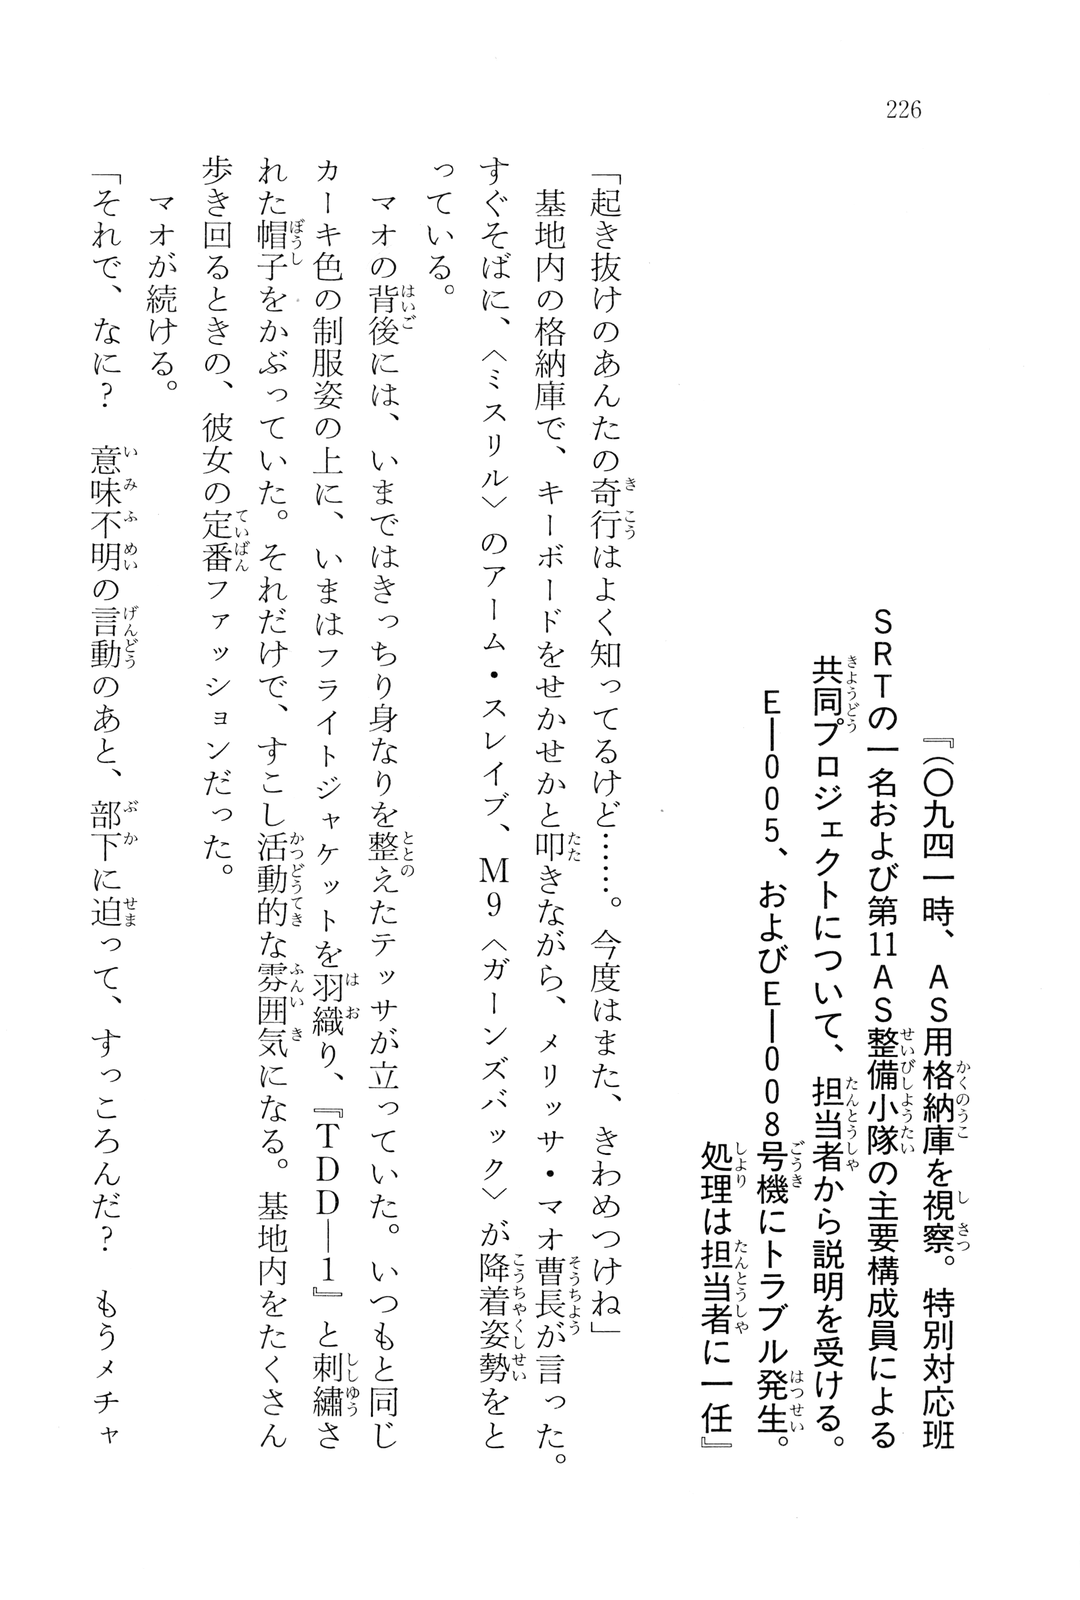 226
『(〇九四一時、ＡＳ用格納庫を視察。特別対応班
ＳＲＴの一名および第11ＡＳ整備小隊の主要構成員による
共同プロジェクトについて、担当者から説明を受ける。
Ｅ―005、およびＥ―008号機にトラブル発生。
処理は担当者に一任』
「起き抜けのあんたの奇行はよく知ってるけど……。今度はまた、きわめつけね」
基地内の格納庫で、キーボードをせかせかと叩きながら、メリッサ・マオ曹長が言った。
すぐそばに、〈ミスリル〉のアーム・スレイブ、Ｍ９〈ガーンズバック〉が降着姿勢をと
っている。
マオの背後には、いまではきっちり身なりを整えたテッサが立っていた。いつもと同じ
カーキ色の制服姿の上に、いまはフライトジャケットを羽織り、『ＴＤＤ―１』と刺繡さ
れた帽子をかぶっていた。それだけで、すこし活動的な雰囲気になる。基地内をたくさん
歩き回るときの、彼女の定番ファッションだった。
マオが続ける。
「それで、なに？　意味不明の言動のあと、部下に迫って、すっころんだ？　もうメチャ